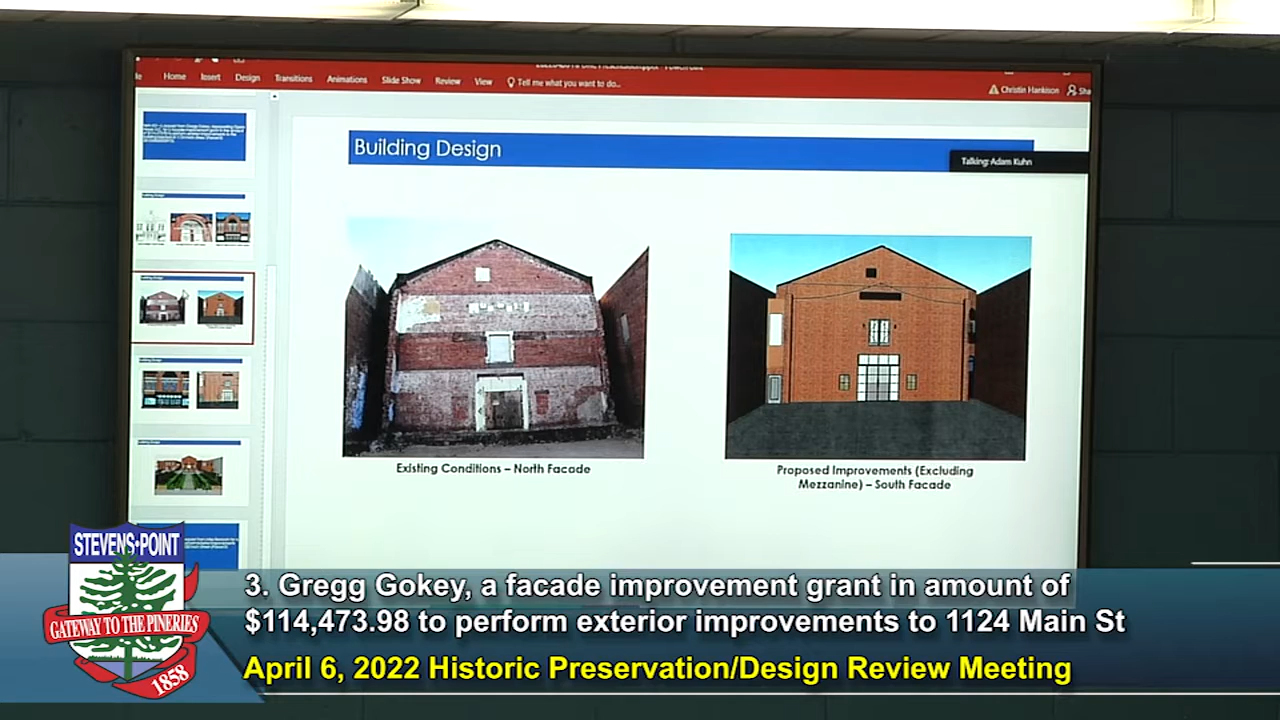 Home Insert Design Transitions Animations Slide Show Review View Tell me what you want to do...
Christin Hankison
Building Design
Talking: Adam Kuhn
Existing Conditions – North Facade
Proposed Improvements (Excluding
Mezzanine) – South Facade
STEVENS POINT
GATEWAY TO THE PINERIES
1858
3. Gregg Gokey, a facade improvement grant in amount of
$114,473.98 to perform exterior improvements to 1124 Main St
April 6, 2022 Historic Preservation/Design Review Meeting